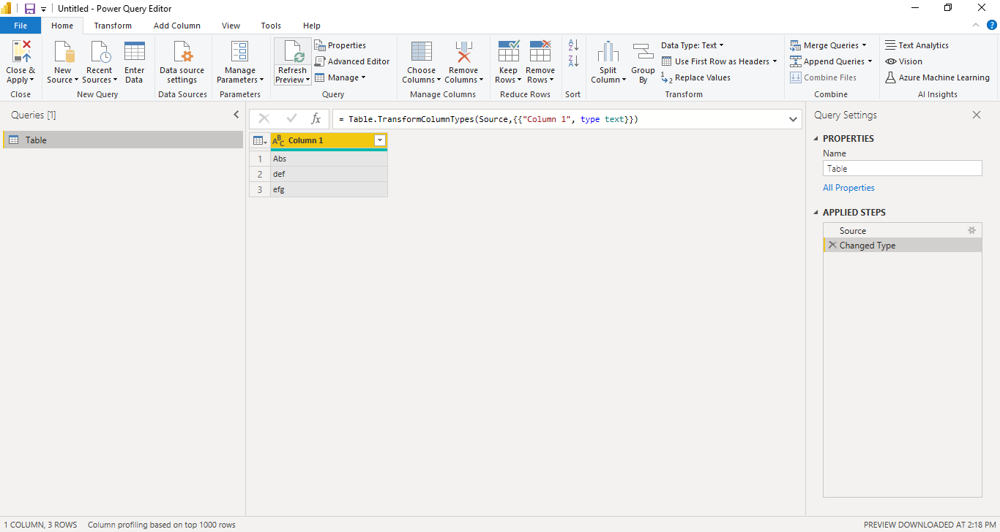 Untitled - Power Query Editor
File Home Transform Add Column View Tools Help
Close & Apply
Close
New Source
Recent Sources
Enter Data
New Query
Data source settings
Data Sources
Manage Parameters
Parameters
Refresh Preview
Properties
Advanced Editor
Manage
Query
Choose Columns
Remove Columns
Manage Columns
Keep Rows
Remove Rows
Reduce Rows
A
Z
Z
A
Sort
Split Column
Group By
Data Type: Text
Use First Row as Headers
1
2
Replace Values
Transform
Merge Queries
Append Queries
Combine Files
Combine
Text Analytics
Vision
Azure Machine Learning
AI Insights
?
Queries [1]
Table
fx
= Table.TransformColumnTypes(Source,{{"Column 1", type text}})
ABC Column 1
1 Abs
2 def
3 efg
Query Settings
PROPERTIES
Name
Table
All Properties
APPLIED STEPS
Source
Changed Type
1 COLUMN, 3 ROWS Column profiling based on top 1000 rows
PREVIEW DOWNLOADED AT 2:18 PM